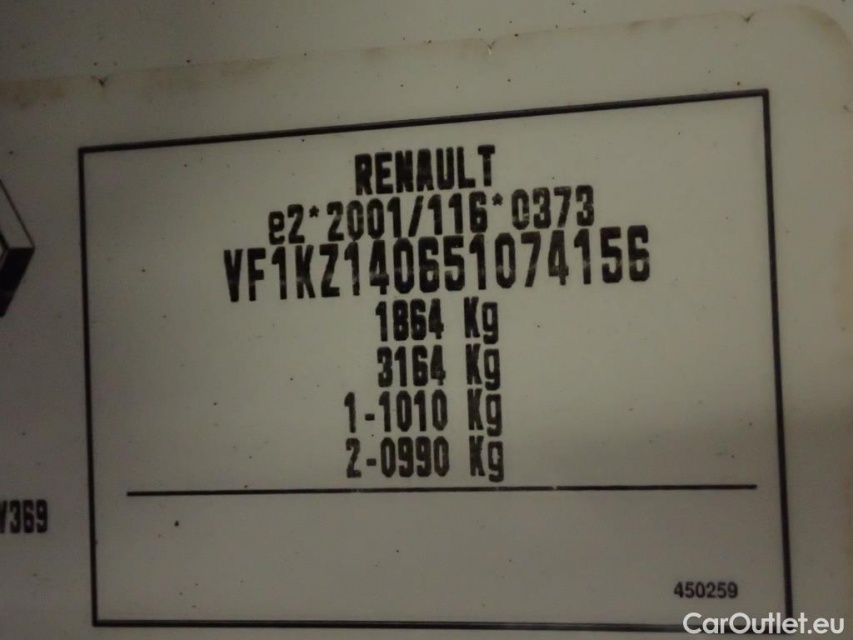 RENAULT
e2*2001/116*0373
VF1KZ140651074156
1864 Kg
3164 Kg
1-1010 Kg
2-0990 Kg
369
450259
CarOutlet.eu